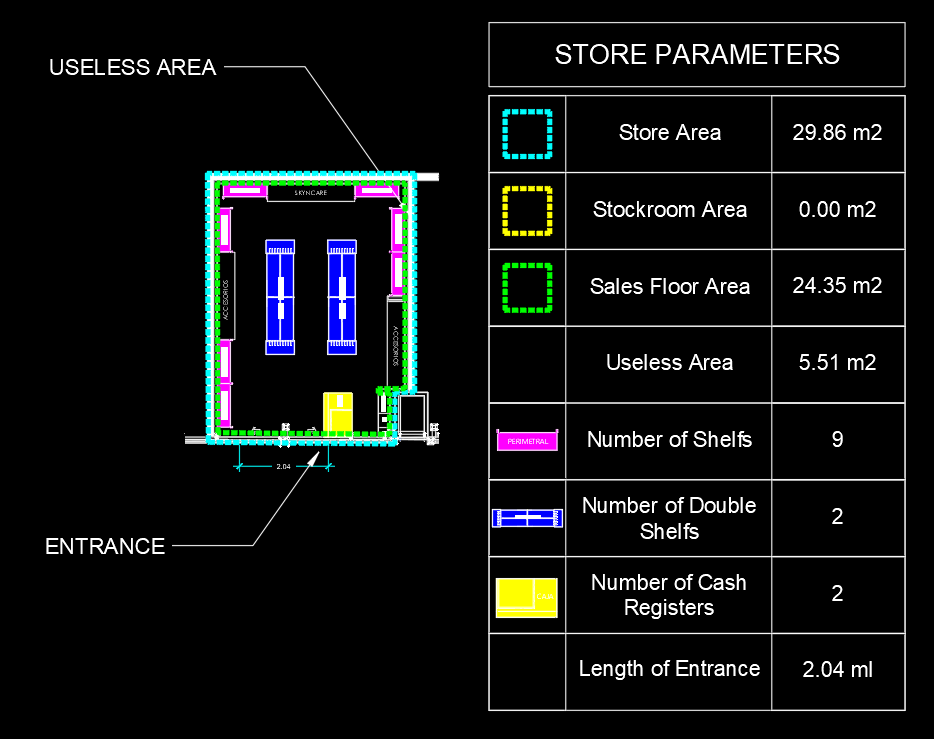 USELESS AREA
SKYNCARE
ACCESORIOS
ACCESORIOS
2.04
ENTRANCE
STORE PARAMETERS
Store Area 29.86 m2
Stockroom Area 0.00 m2
Sales Floor Area 24.35 m2
Useless Area 5.51 m2
PERIMETRAL
Number of Shelfs 9
Number of Double
Shelfs
2
Number of Cash
Registers
2
Length of Entrance 2.04 ml